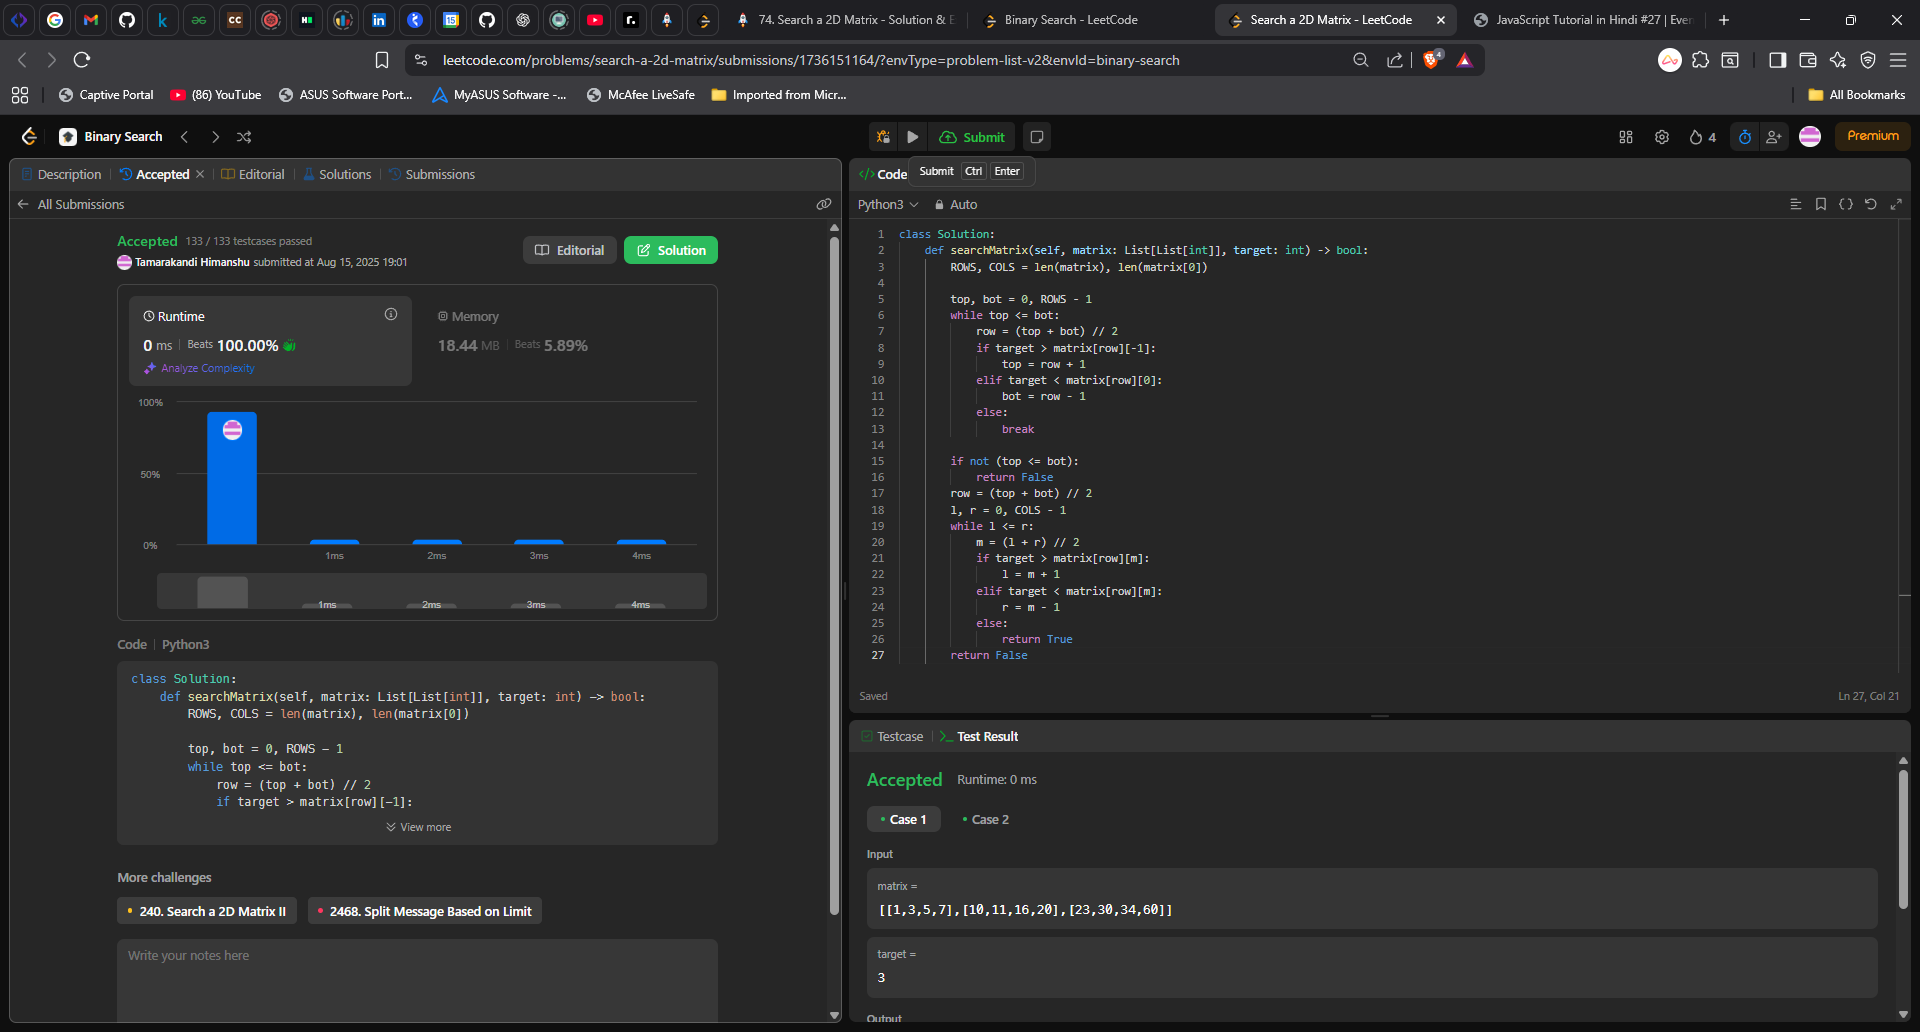 74. Search a 2D Matrix - Solution & E
Binary Search - LeetCode
Search a 2D Matrix - LeetCode
JavaScript Tutorial in Hindi #27 | Even
leetcode.com/problems/search-a-2d-matrix/submissions/1736151164/?envType=problem-list-v2&envId=binary-search
4
Captive Portal
(86) YouTube
ASUS Software Port...
MyASUS Software -...
McAfee LiveSafe
Imported from Micr...
All Bookmarks
Binary Search
Submit
4
Premium
Description
Accepted
Editorial
Solutions
Submissions
All Submissions
Accepted 133 / 133 testcases passed
Tamarakandi Himanshu submitted at Aug 15, 2025 19:01
Editorial
Solution
Runtime
0 ms Beats 100.00%
Analyze Complexity
Memory
18.44 MB Beats 5.89%
100%
50%
0%
1ms 2ms 3ms 4ms
1ms 2ms 3ms 4ms
Code Python3
class Solution:
    def searchMatrix(self, matrix: List[List[int]], target: int) -> bool:
        ROWS, COLS = len(matrix), len(matrix[0])
        top, bot = 0, ROWS - 1
        while top <= bot:
            row = (top + bot) // 2
            if target > matrix[row][-1]:
View more
More challenges
240. Search a 2D Matrix II
2468. Split Message Based on Limit
Write your notes here
Code
Submit Ctrl Enter
Python3
Auto
1 class Solution:
2     def searchMatrix(self, matrix: List[List[int]], target: int) -> bool:
3         ROWS, COLS = len(matrix), len(matrix[0])
4
5         top, bot = 0, ROWS - 1
6         while top <= bot:
7             row = (top + bot) // 2
8             if target > matrix[row][-1]:
9                 top = row + 1
10             elif target < matrix[row][0]:
11                 bot = row - 1
12             else:
13                 break
14
15         if not (top <= bot):
16             return False
17         row = (top + bot) // 2
18         l, r = 0, COLS - 1
19         while l <= r:
20             m = (l + r) // 2
21             if target > matrix[row][m]:
22                 l = m + 1
23             elif target < matrix[row][m]:
24                 r = m - 1
25             else:
26                 return True
27         return False
Saved
Ln 27, Col 21
Testcase
Test Result
Accepted Runtime: 0 ms
Case 1
Case 2
Input
matrix =
[[1,3,5,7],[10,11,16,20],[23,30,34,60]]
target =
3
Output